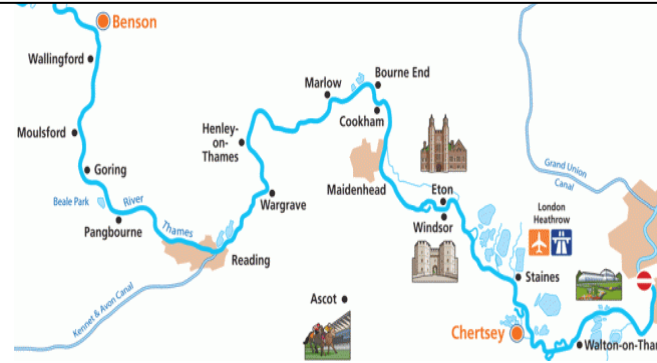 Benson
Wallingford
Moulsford
Goring
Beale Park
River
Thames
Pangbourne
Reading
Kennet & Avon Canal
Henley-
on-
Thames
Wargrave
Marlow
Bourne End
Cookham
Maidenhead
Eton
Windsor
Ascot
Grand Union
Canal
London
Heathrow
Staines
Chertsey
Walton-on-Tham